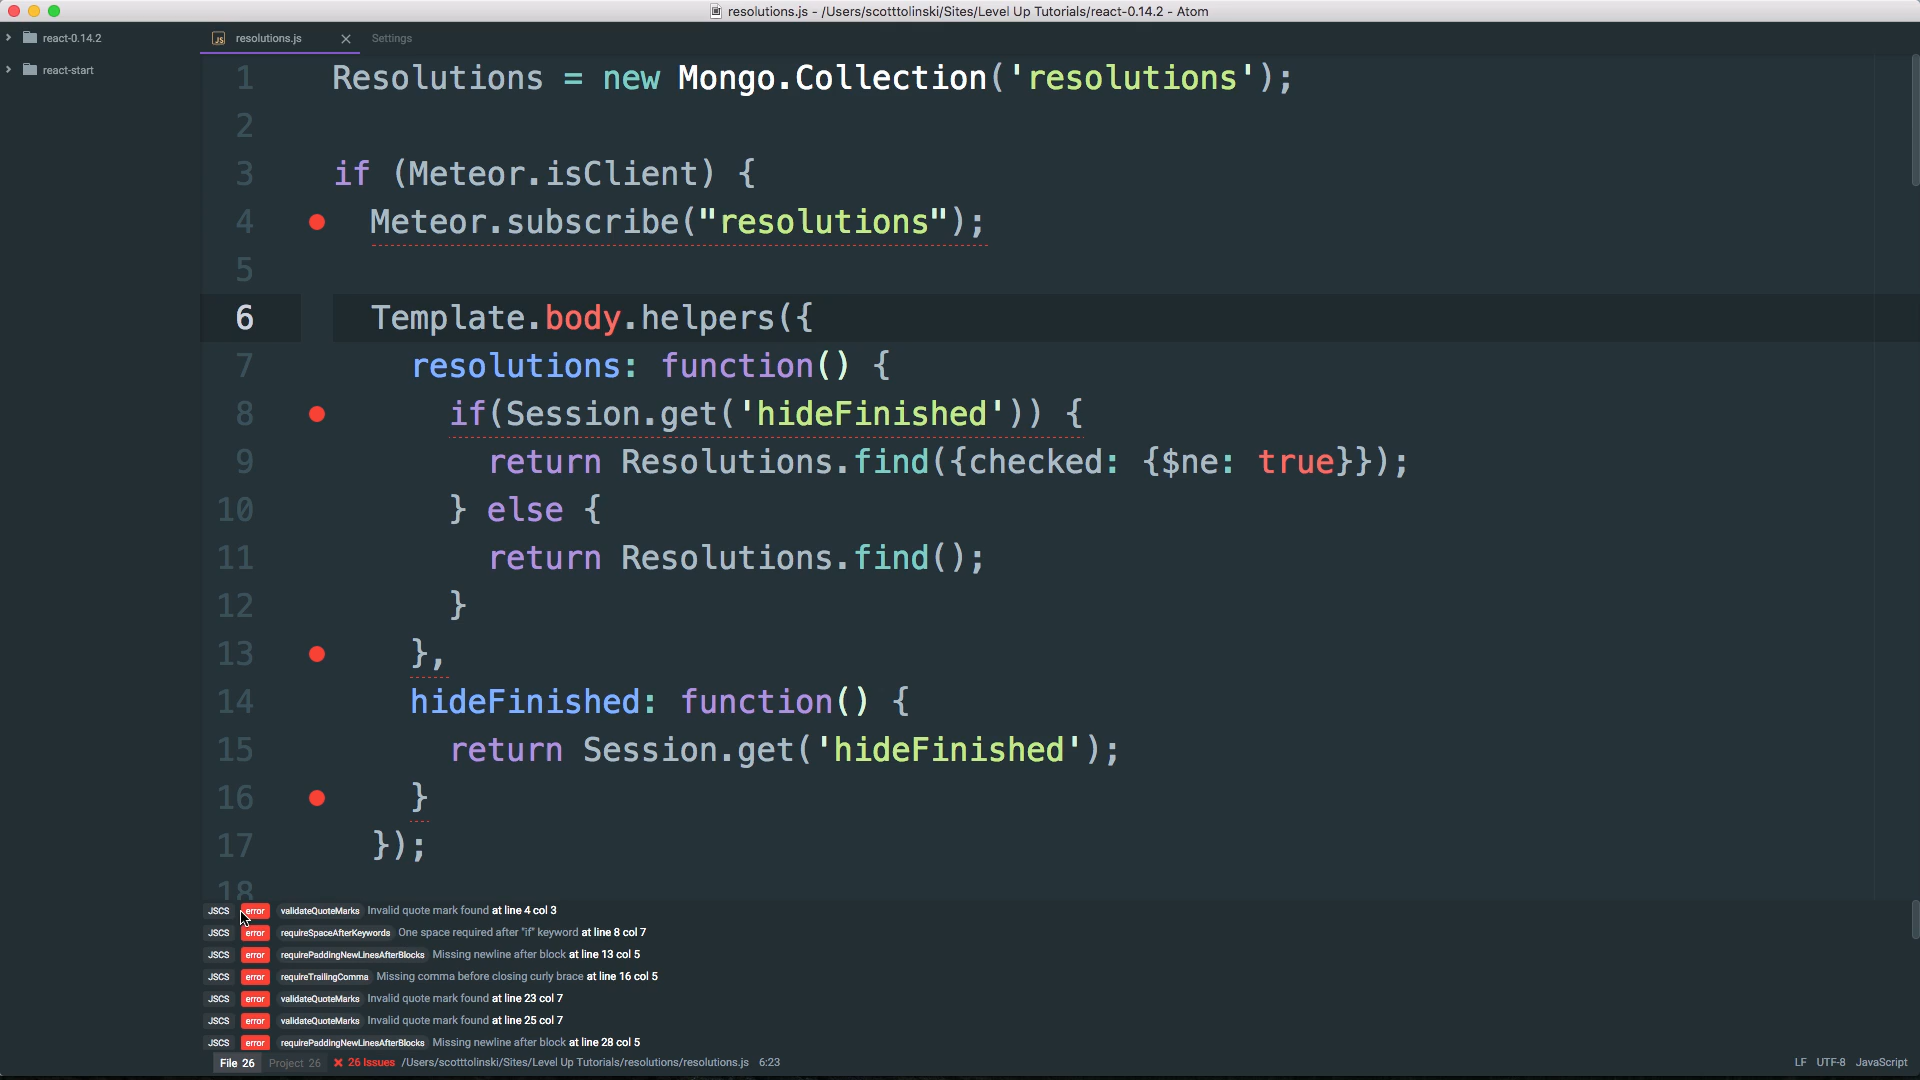 resolutions.js - /Users/scotttolinski/Sites/Level Up Tutorials/react-0.14.2 - Atom
react-0.14.2
react-start
JS resolutions.js
Settings
1 Resolutions = new Mongo.Collection('resolutions');
2
3 if (Meteor.isClient) {
4 Meteor.subscribe("resolutions");
5
6 Template.body.helpers({
7 resolutions: function() {
8 if(Session.get('hideFinished')) {
9 return Resolutions.find({checked: {$ne: true}});
10 } else {
11 return Resolutions.find();
12 }
13 },
14 hideFinished: function() {
15 return Session.get('hideFinished');
16 }
17 });
18
JSCS error validateQuoteMarks Invalid quote mark found at line 4 col 3
JSCS error requireSpaceAfterKeywords One space required after "if" keyword at line 8 col 7
JSCS error requirePaddingNewLinesAfterBlocks Missing newline after block at line 13 col 5
JSCS error requireTrailingComma Missing comma before closing curly brace at line 16 col 5
JSCS error validateQuoteMarks Invalid quote mark found at line 23 col 7
JSCS error validateQuoteMarks Invalid quote mark found at line 25 col 7
JSCS error requirePaddingNewLinesAfterBlocks Missing newline after block at line 28 col 5
File 26 Project 26 26 Issues /Users/scotttolinski/Sites/Level Up Tutorials/resolutions/resolutions.js 6:23 LF UTF-8 JavaScript